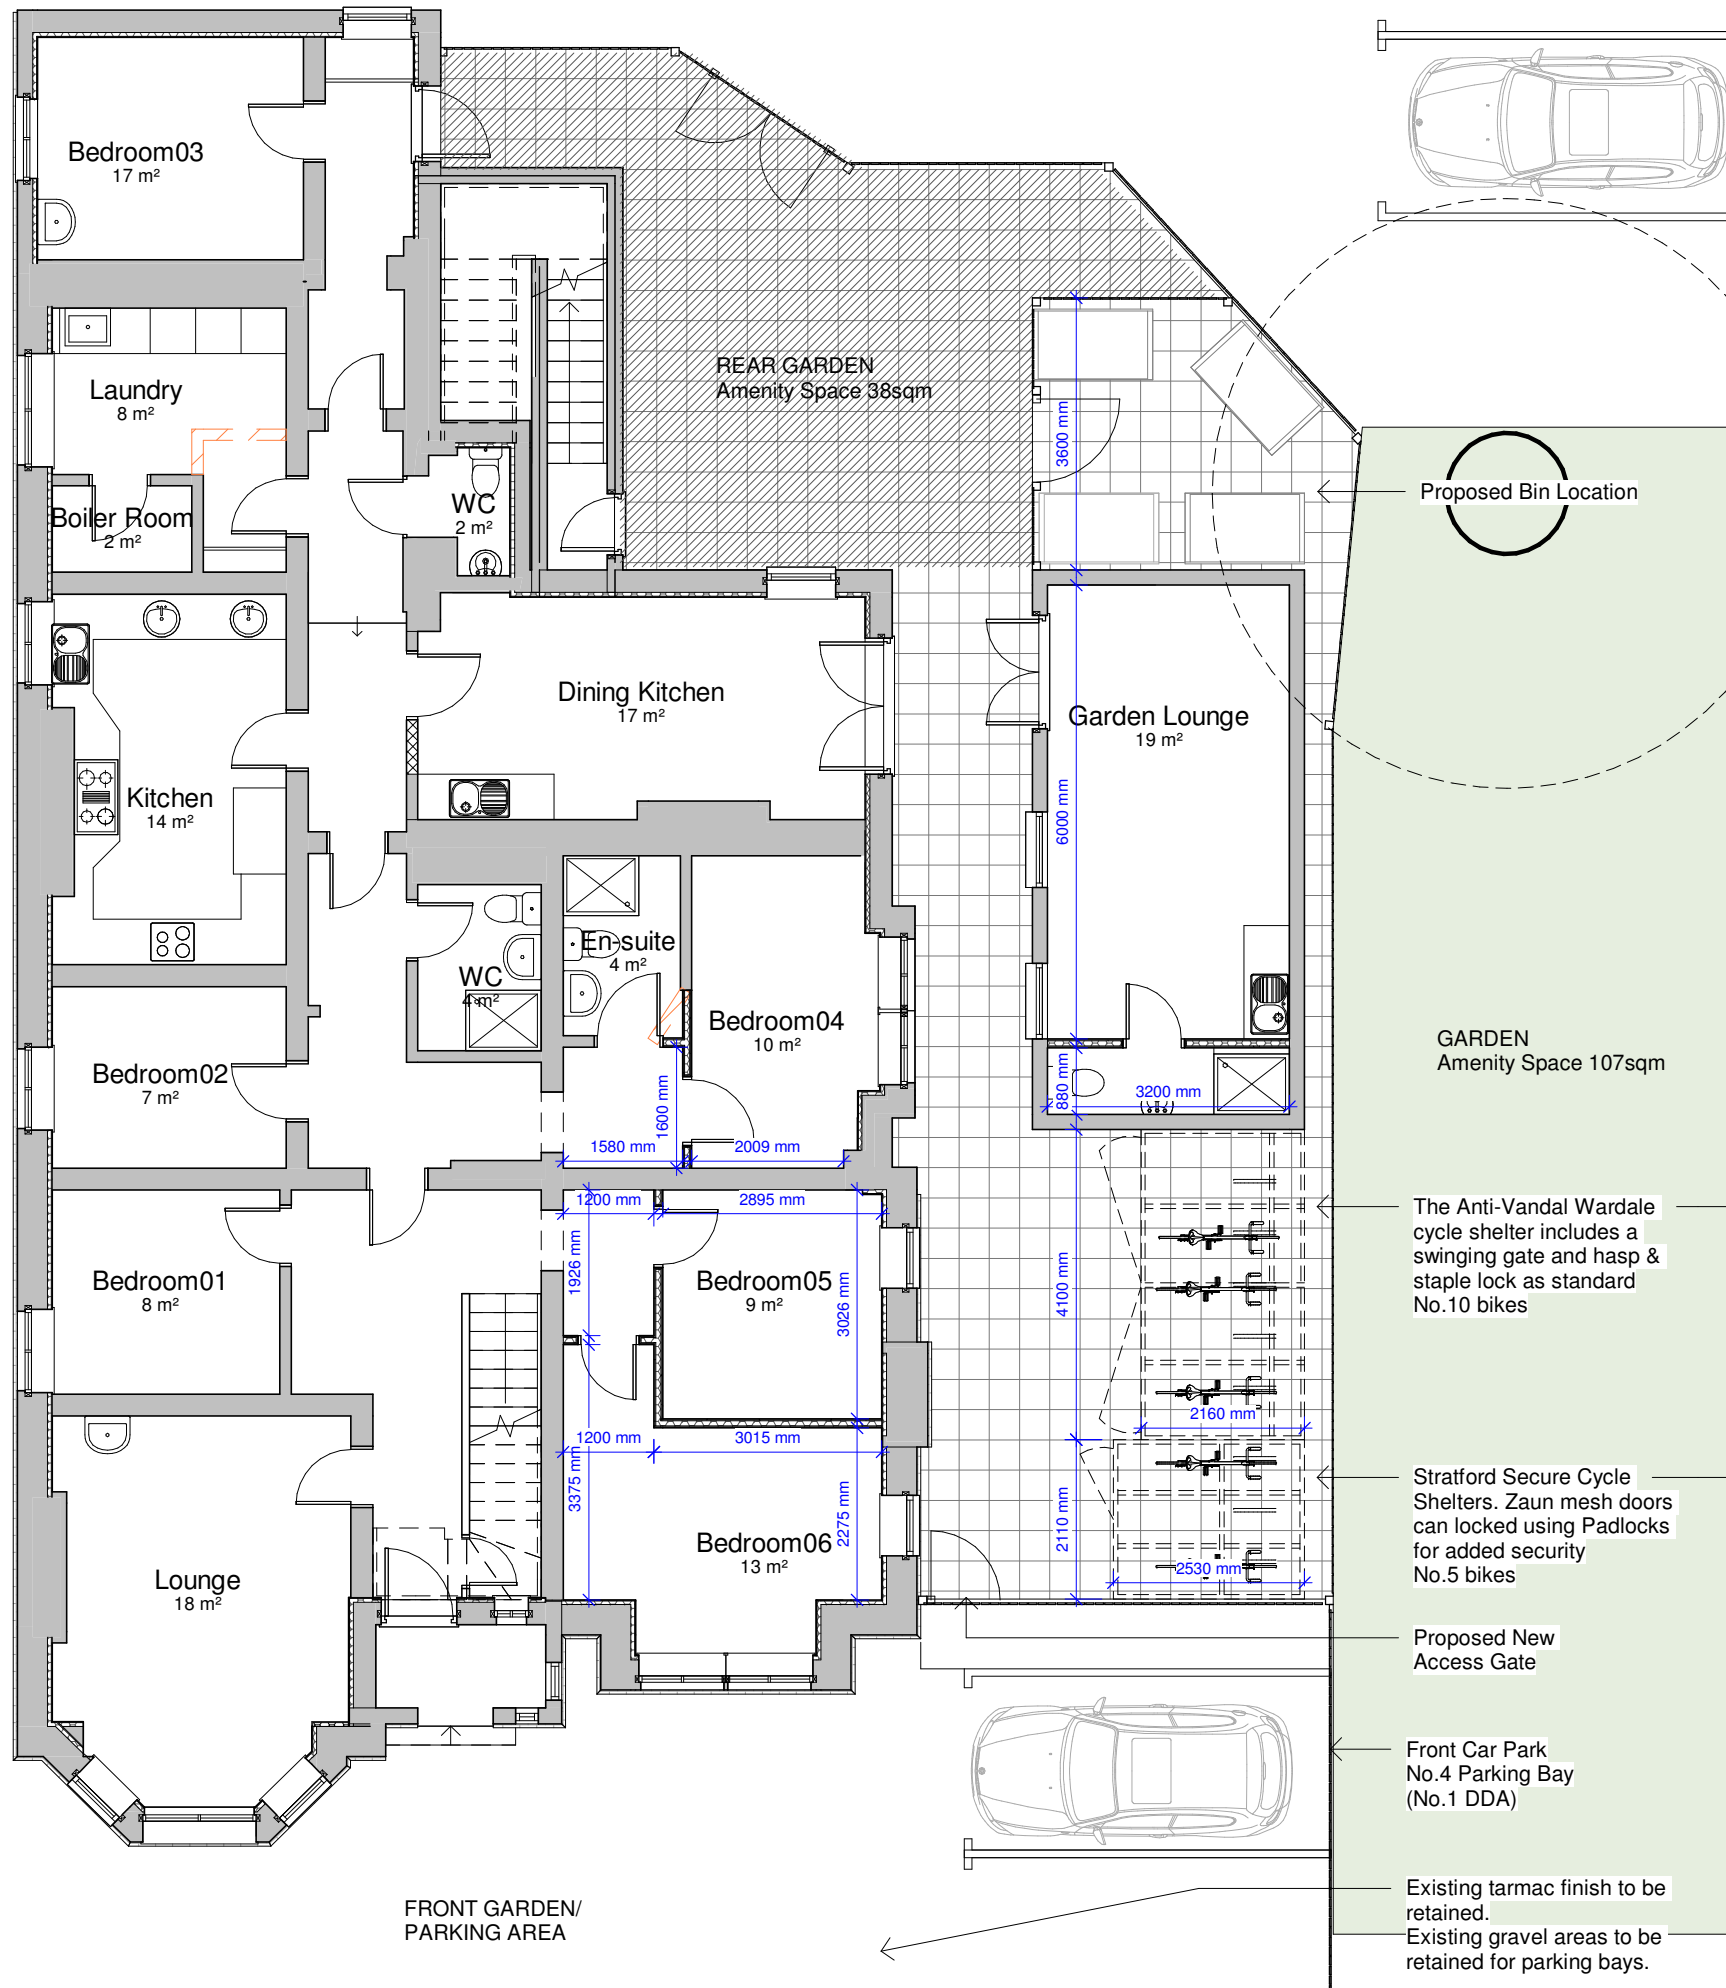 Bedroom03
17 m²
REAR GARDEN
Amenity Space 38sqm
Laundry
8 m²
3600 mm
Proposed Bin Location
WC
2 m²
Boiler Room
2 m²
Dining Kitchen
17 m²
Garden Lounge
19 m²
Kitchen
14 m²
6000 mm
En-suite
4 m²
WC
4 m²
Bedroom04
10 m²
GARDEN
Amenity Space 107sqm
Bedroom02
7 m²
880 mm
3200 mm
1600 mm
1580 mm
2009 mm
1200 mm
2895 mm
The Anti-Vandal Wardale
cycle shelter includes a
swinging gate and hasp &
staple lock as standard
No.10 bikes
1926 mm
Bedroom01
8 m²
Bedroom05
9 m²
3026 mm
4100 mm
2160 mm
1200 mm
3015 mm
3375 mm
Stratford Secure Cycle
Shelters. Zaun mesh doors
can locked using Padlocks
for added security
No.5 bikes
2275 mm
2110 mm
Bedroom06
13 m²
2530 mm
Lounge
18 m²
Proposed New
Access Gate
Front Car Park
No.4 Parking Bay
(No.1 DDA)
FRONT GARDEN/
PARKING AREA
Existing tarmac finish to be
retained.
Existing gravel areas to be
retained for parking bays.